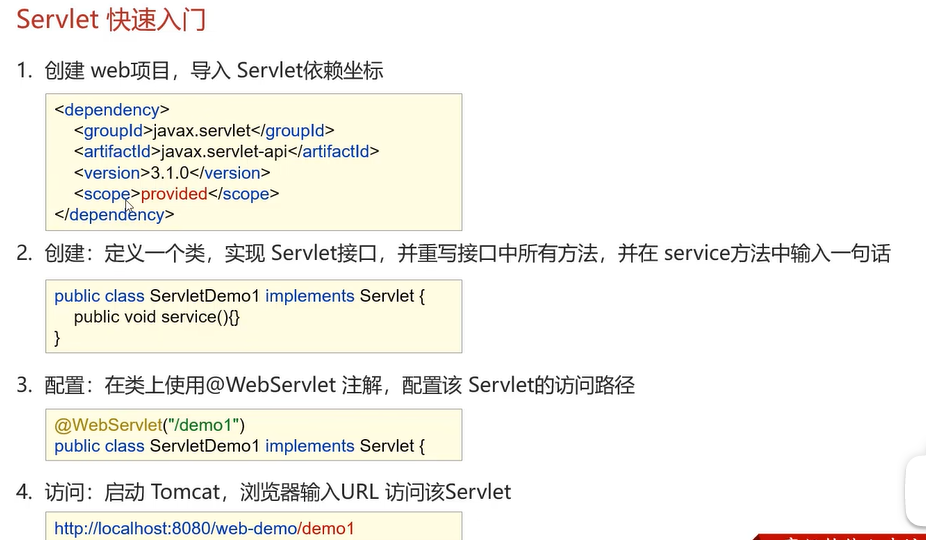 Servlet 快速入门
1. 创建 web项目，导入 Servlet依赖坐标
<dependency>
<groupId>javax.servlet</groupId>
<artifactId>javax.servlet-api</artifactId>
<version>3.1.0</version>
<scope>provided</scope>
</dependency>
2. 创建：定义一个类，实现 Servlet接口，并重写接口中所有方法，并在 service方法中输入一句话
public class ServletDemo1 implements Servlet {
public void service(){}
}
3. 配置：在类上使用@WebServlet 注解，配置该 Servlet的访问路径
@WebServlet("/demo1")
public class ServletDemo1 implements Servlet {
4. 访问：启动 Tomcat，浏览器输入URL 访问该Servlet
http://localhost:8080/web-demo/demo1